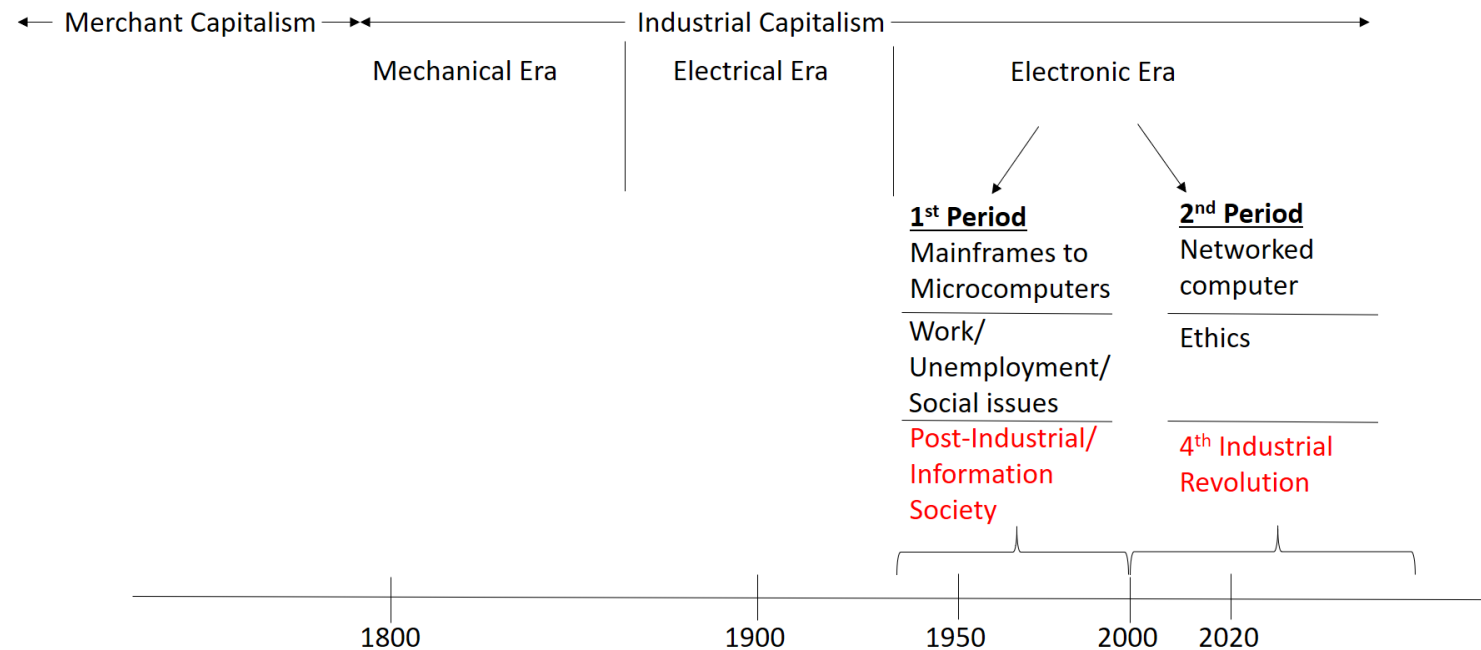 Merchant Capitalism
Industrial Capitalism
Mechanical Era
Electrical Era
Electronic Era
1st Period
Mainframes to
Microcomputers
Work/
Unemployment/
Social issues
Post-Industrial/
Information
Society
2nd Period
Networked
computer
Ethics
4th Industrial
Revolution
1800
1900
1950
2000
2020